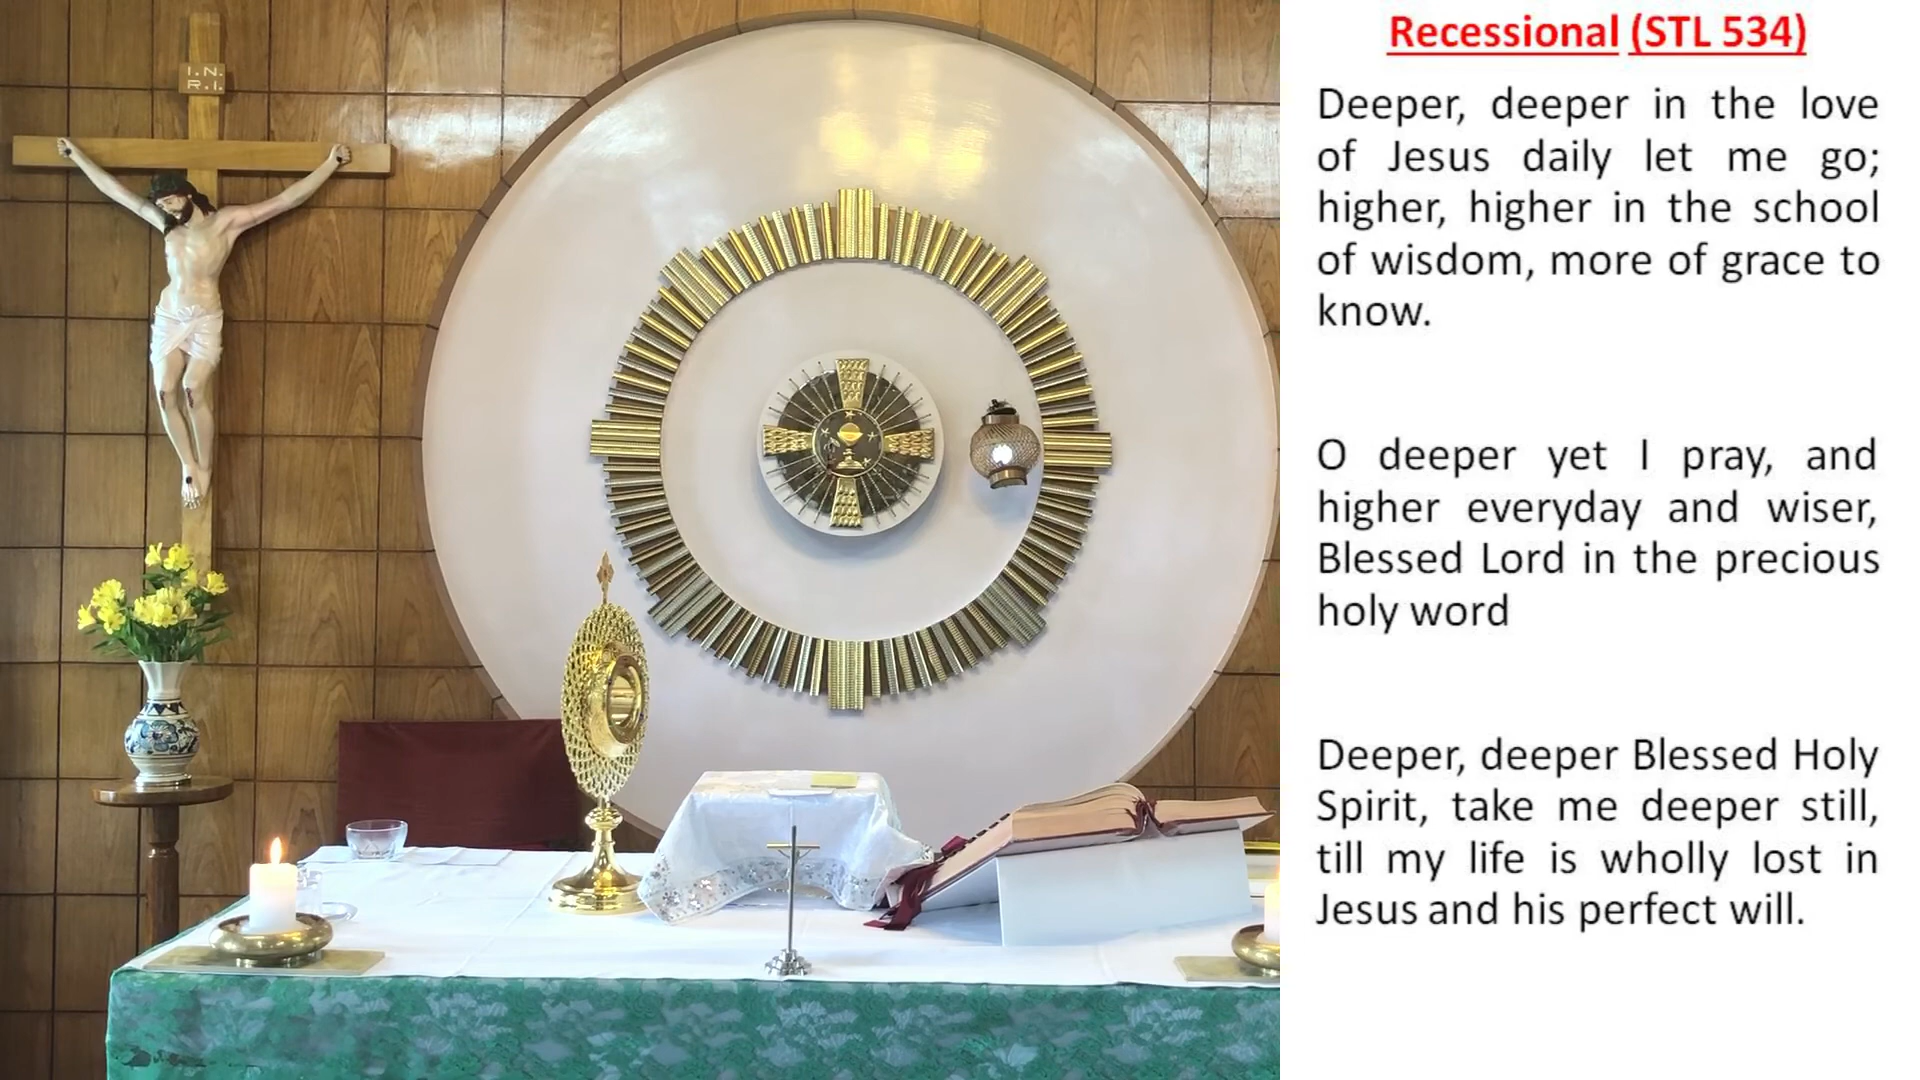 I.N.
R.I.
Recessional (STL 534)
Deeper, deeper in the love
of Jesus daily let me go;
higher, higher in the school
of wisdom, more of grace to
know.
O deeper yet I pray, and
higher everyday and wiser,
Blessed Lord in the precious
holy word
Deeper, deeper Blessed Holy
Spirit, take me deeper still,
till my life is wholly lost in
Jesus and his perfect will.